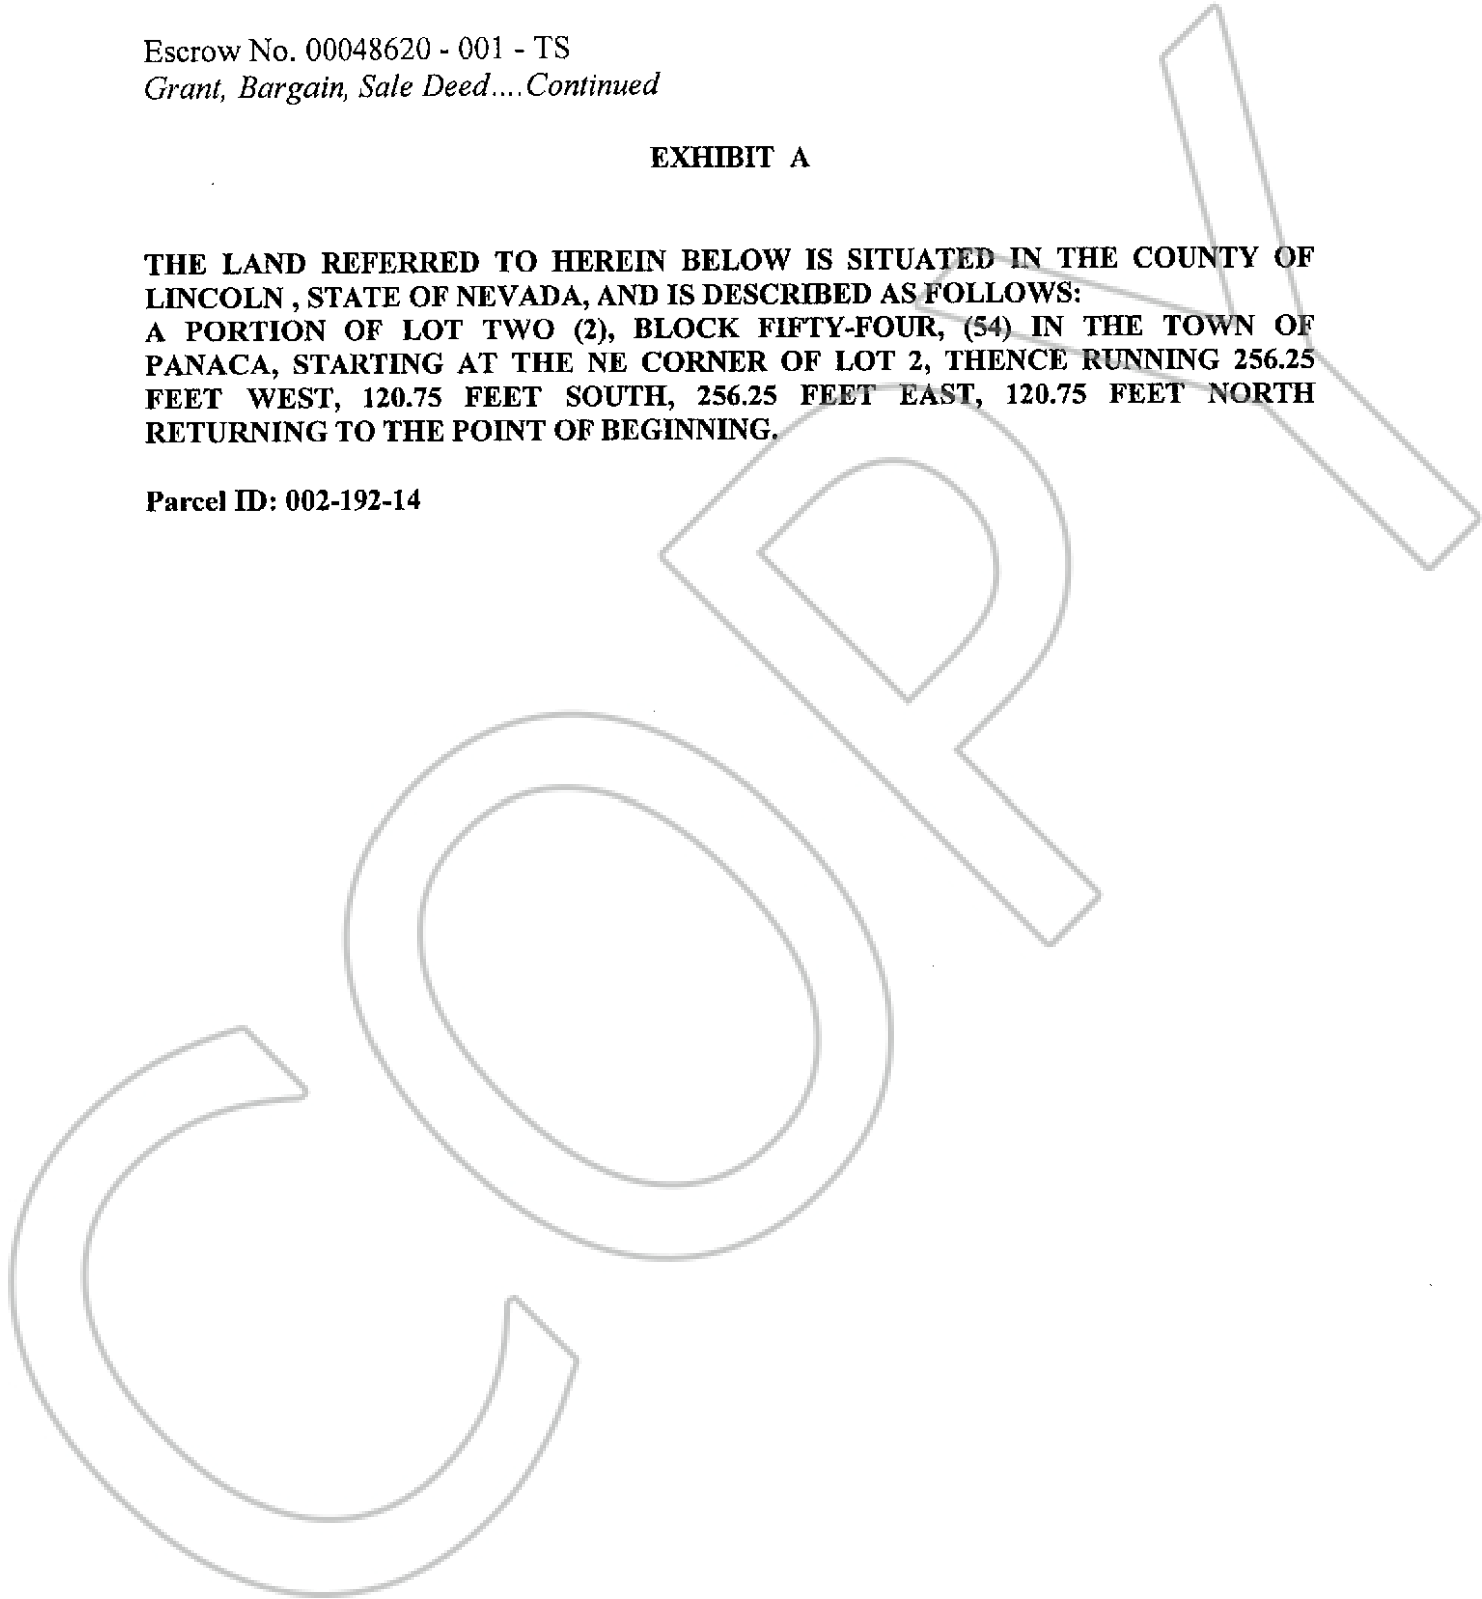 Escrow No. 00048620 - 001 - TS
Grant, Bargain, Sale Deed....Continued
EXHIBIT A
THE LAND REFERRED TO HEREIN BELOW IS SITUATED IN THE COUNTY OF
LINCOLN , STATE OF NEVADA, AND IS DESCRIBED AS FOLLOWS:
A PORTION OF LOT TWO (2), BLOCK FIFTY-FOUR, (54) IN THE TOWN OF
PANACA, STARTING AT THE NE CORNER OF LOT 2, THENCE RUNNING 256.25
FEET WEST, 120.75 FEET SOUTH, 256.25 FEET EAST, 120.75 FEET NORTH
RETURNING TO THE POINT OF BEGINNING.
Parcel ID: 002-192-14
COPY